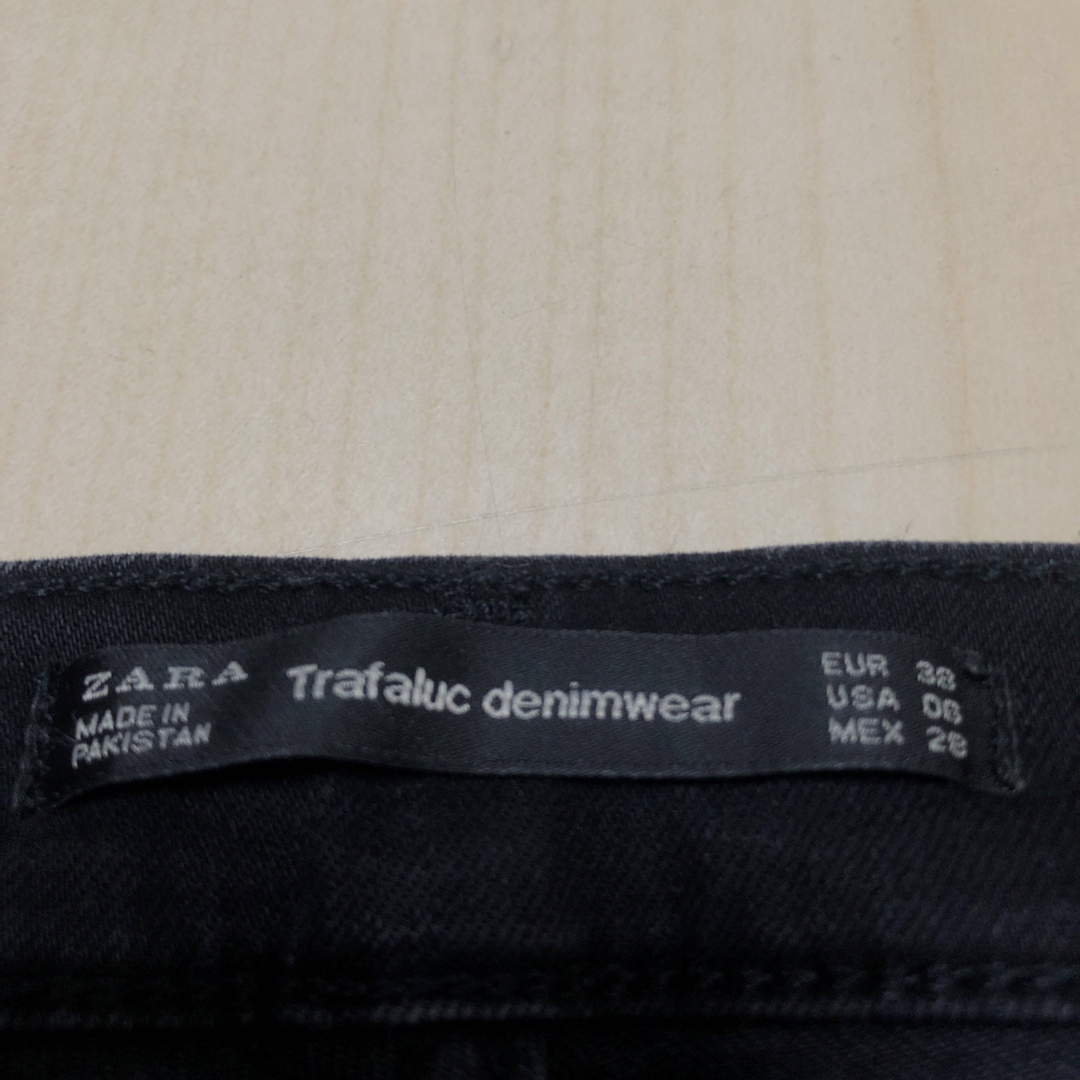 ZARA
MADE IN
PAKISTAN
Trafaluc denimwear
EUR 38
USA 06
MEX 28